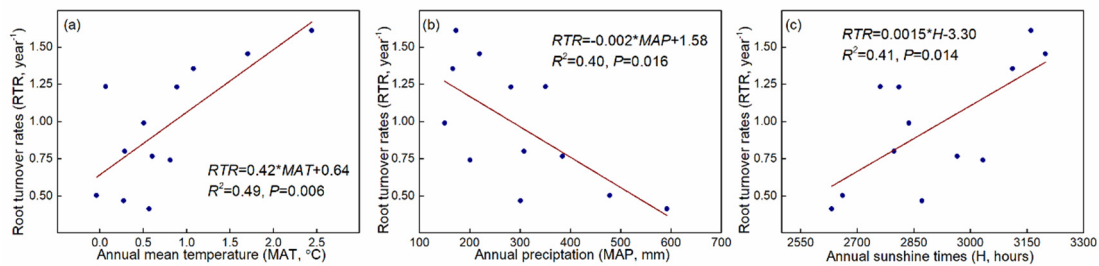 (a)
Root turnover rates (RTR, year-1)
1.50
1.25
1.00
0.75
0.50
RTR=0.42*MAT+0.64
R2=0.49, P=0.006
0.0 0.5 1.0 1.5 2.0 2.5
Annual mean temperature (MAT, °C)
(b)
Root turnover rates (RTR, year-1)
1.50
1.25
1.00
0.75
0.50
RTR=-0.002*MAP+1.58
R2=0.40, P=0.016
100 200 300 400 500 600 700
Annual precipitation (MAP, mm)
(c)
Root turnover rates (RTR, year-1)
1.50
1.25
1.00
0.75
0.50
RTR=0.0015*H-3.30
R2=0.41, P=0.014
2550 2700 2850 3000 3150 3300
Annual sunshine times (H, hours)